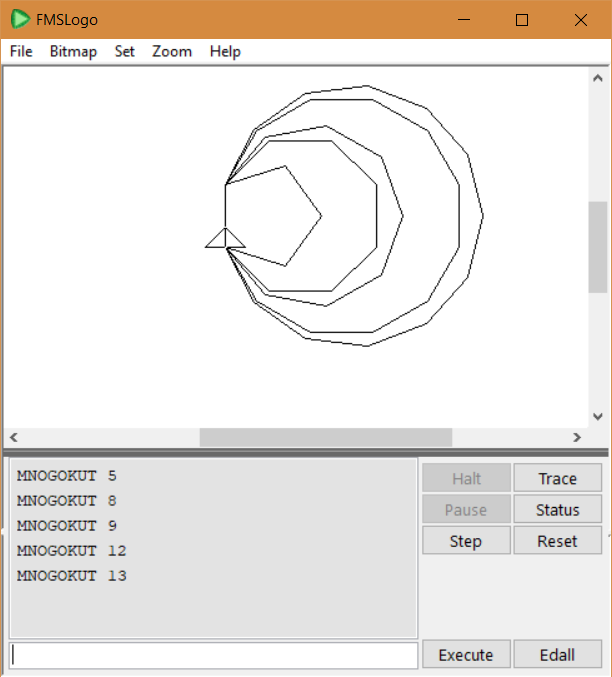 FMSLogo
File Bitmap Set Zoom Help
MNOGOKUT 5
MNOGOKUT 8
MNOGOKUT 9
MNOGOKUT 12
MNOGOKUT 13
Halt Trace
Pause Status
Step Reset
Execute Edall